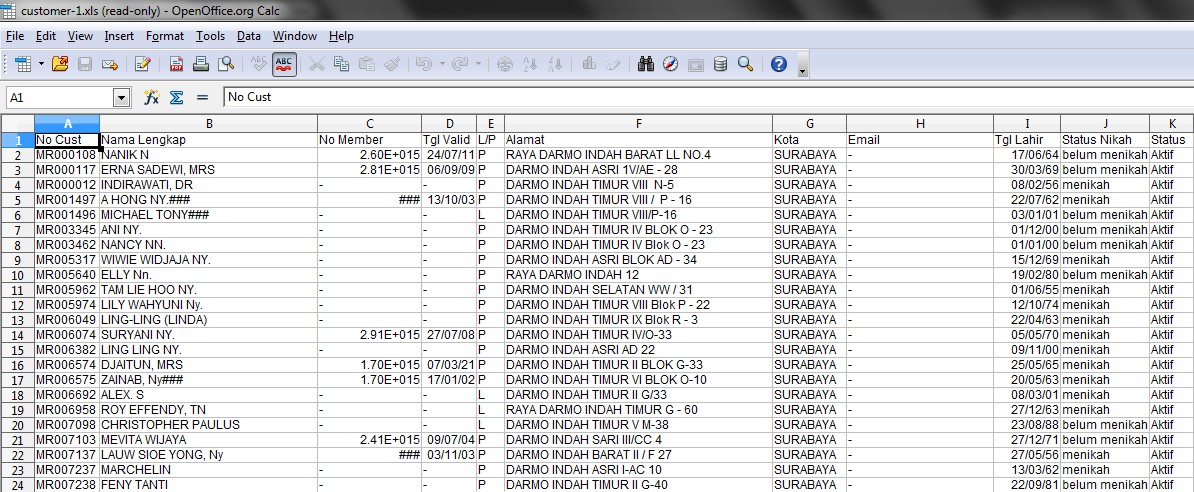 customer-1.xls (read-only) - OpenOffice.org Calc
File Edit View Insert Format Tools Data Window Help
A1 No Cust
A B C D E F G H I J K
1 No Cust Nama Lengkap No Member Tgl Valid L/P Alamat Kota Email Tgl Lahir Status Nikah Status
2 MR000108 NANIK N 2.60E+015 24/07/11 P RAYA DARMO INDAH BARAT LL NO.4 SURABAYA - 17/06/64 belum menikah Aktif
3 MR000117 ERNA SADEWI, MRS 2.81E+015 06/09/09 P DARMO INDAH ASRI 1V/AE - 28 SURABAYA - 30/03/69 belum menikah Aktif
4 MR000012 INDIRAWATI, DR - - P DARMO INDAH TIMUR VIII N-5 SURABAYA - 08/02/56 menikah Aktif
5 MR001497 A HONG NY.### ### 13/10/03 P DARMO INDAH TIMUR VIII / P - 16 SURABAYA - 22/07/62 menikah Aktif
6 MR001496 MICHAEL TONY### - - L DARMO INDAH TIMUR VIII/P-16 SURABAYA - 03/01/01 belum menikah Aktif
7 MR003345 ANI NY. - - P DARMO INDAH TIMUR IV BLOK O - 23 SURABAYA - 01/12/00 belum menikah Aktif
8 MR003462 NANCY NN. - - P DARMO INDAH TIMUR IV Blok O - 23 SURABAYA - 01/01/00 belum menikah Aktif
9 MR005317 WIWIE WIDJAJA NY. - - P DARMO INDAH ASRI BLOK AD - 34 SURABAYA - 15/12/69 menikah Aktif
10 MR005640 ELLY Nn. - - P RAYA DARMO INDAH 12 SURABAYA - 19/02/80 belum menikah Aktif
11 MR005962 TAM LIE HOO NY. - - P DARMO INDAH SELATAN WW / 31 SURABAYA - 01/06/55 menikah Aktif
12 MR005974 LILY WAHYUNI Ny. - - P DARMO INDAH TIMUR VIII Blok P - 22 SURABAYA - 12/10/74 menikah Aktif
13 MR006049 LING-LING (LINDA) - - P DARMO INDAH TIMUR IX Blok R - 3 SURABAYA - 22/04/63 menikah Aktif
14 MR006074 SURYANI NY. 2.91E+015 27/07/08 P DARMO INDAH TIMUR IV/O-33 SURABAYA - 05/05/70 menikah Aktif
15 MR006382 LING LING NY. - - P DARMO INDAH ASRI AD 22 SURABAYA - 09/11/00 menikah Aktif
16 MR006574 DJAITUN, MRS 1.70E+015 07/03/21 P DARMO INDAH TIMUR II BLOK G-33 SURABAYA - 25/05/65 menikah Aktif
17 MR006575 ZAINAB, Ny### 1.70E+015 17/01/02 P DARMO INDAH TIMUR VI BLOK O-10 SURABAYA - 20/05/63 menikah Aktif
18 MR006692 ALEX. S - - L DARMO INDAH TIMUR II G/33 SURABAYA - 08/03/01 menikah Aktif
19 MR006958 ROY EFFENDY, TN - - L RAYA DARMO INDAH TIMUR G - 60 SURABAYA - 27/12/63 menikah Aktif
20 MR007098 CHRISTOPHER PAULUS - - L DARMO INDAH TIMUR V M-38 SURABAYA - 23/08/88 belum menikah Aktif
21 MR007103 MEVITA WIJAYA 2.41E+015 09/07/04 P DARMO INDAH SARI III/CC 4 SURABAYA - 27/12/71 belum menikah Aktif
22 MR007137 LAUW SIOE YONG, Ny ### 03/11/03 P DARMO INDAH BARAT II / F 27 SURABAYA - 27/05/56 menikah Aktif
23 MR007237 MARCHELIN - - P DARMO INDAH ASRI I-AC 10 SURABAYA - 13/03/62 menikah Aktif
24 MR007238 FENY TANTI - - P DARMO INDAH TIMUR II G-40 SURABAYA - 22/09/81 belum menikah Aktif